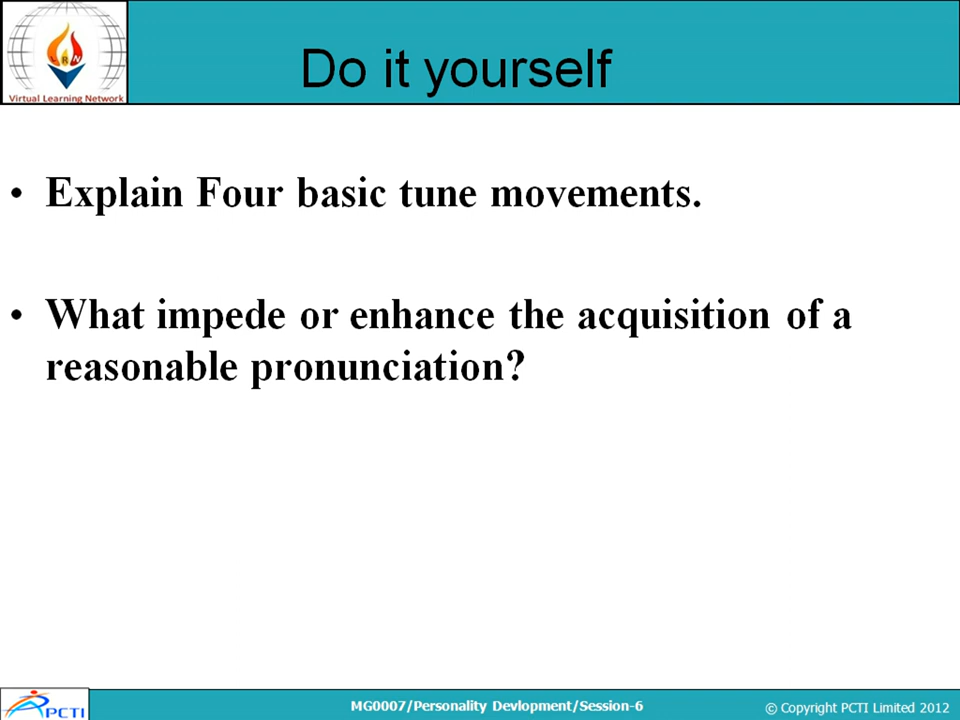 LRN
Virtual Learning Network
Do it yourself
• Explain Four basic tune movements.
• What impede or enhance the acquisition of a
reasonable pronunciation?
PCTI
MG0007/Personality Devlopment/Session-6
© Copyright PCTI Limited 2012